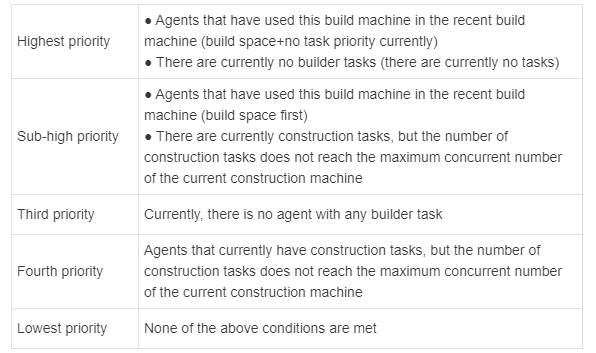 Highest priority
● Agents that have used this build machine in the recent build
machine (build space+no task priority currently)
● There are currently no builder tasks (there are currently no tasks)
Sub-high priority
● Agents that have used this build machine in the recent build
machine (build space first)
● There are currently construction tasks, but the number of
construction tasks does not reach the maximum concurrent number
of the current construction machine
Third priority
Currently, there is no agent with any builder task
Fourth priority
Agents that currently have construction tasks, but the number of
construction tasks does not reach the maximum concurrent number
of the current construction machine
Lowest priority
None of the above conditions are met